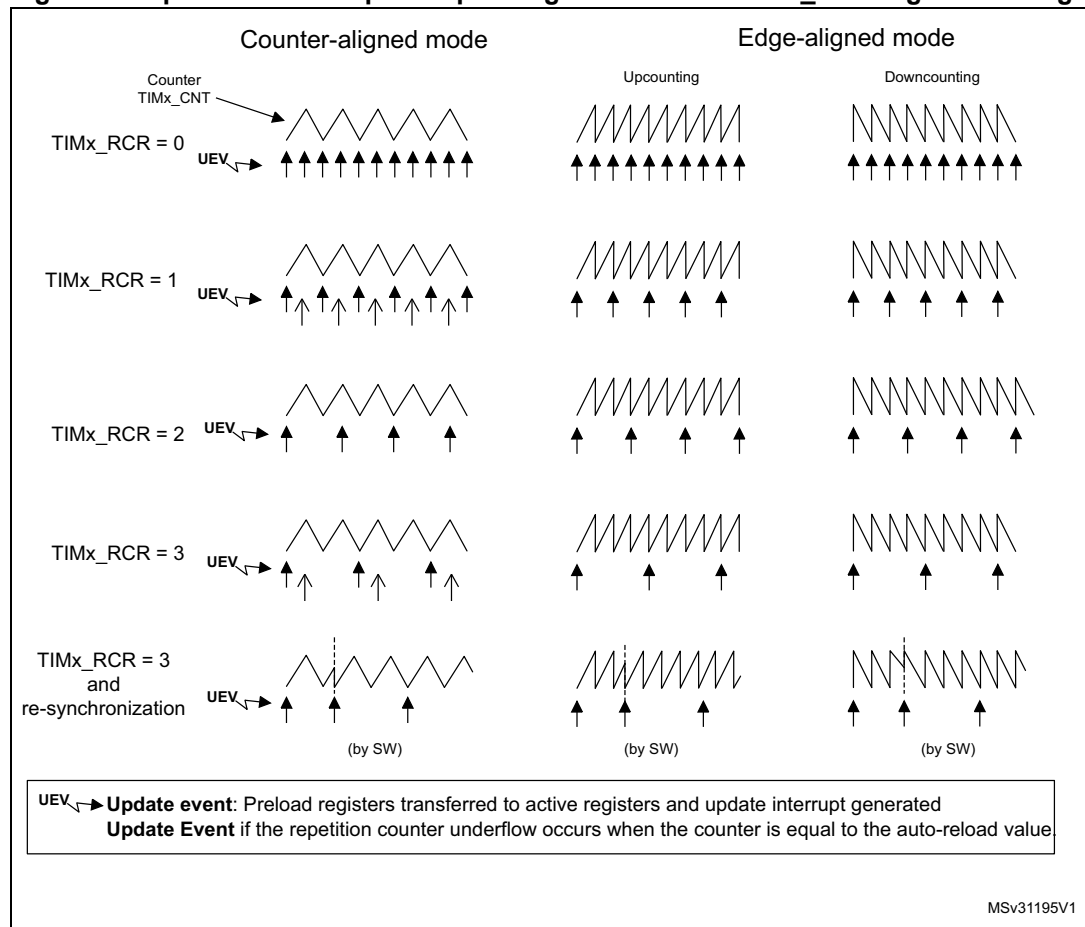 Counter-aligned mode
Edge-aligned mode
Counter
TIMx_CNT
Upcounting
Downcounting
TIMx_RCR = 0
UEV
TIMx_RCR = 1
UEV
TIMx_RCR = 2
UEV
TIMx_RCR = 3
UEV
TIMx_RCR = 3
and
re-synchronization
UEV
(by SW)
(by SW)
(by SW)
UEV Update event: Preload registers transferred to active registers and update interrupt generated
Update Event if the repetition counter underflow occurs when the counter is equal to the auto-reload value.
MSv31195V1